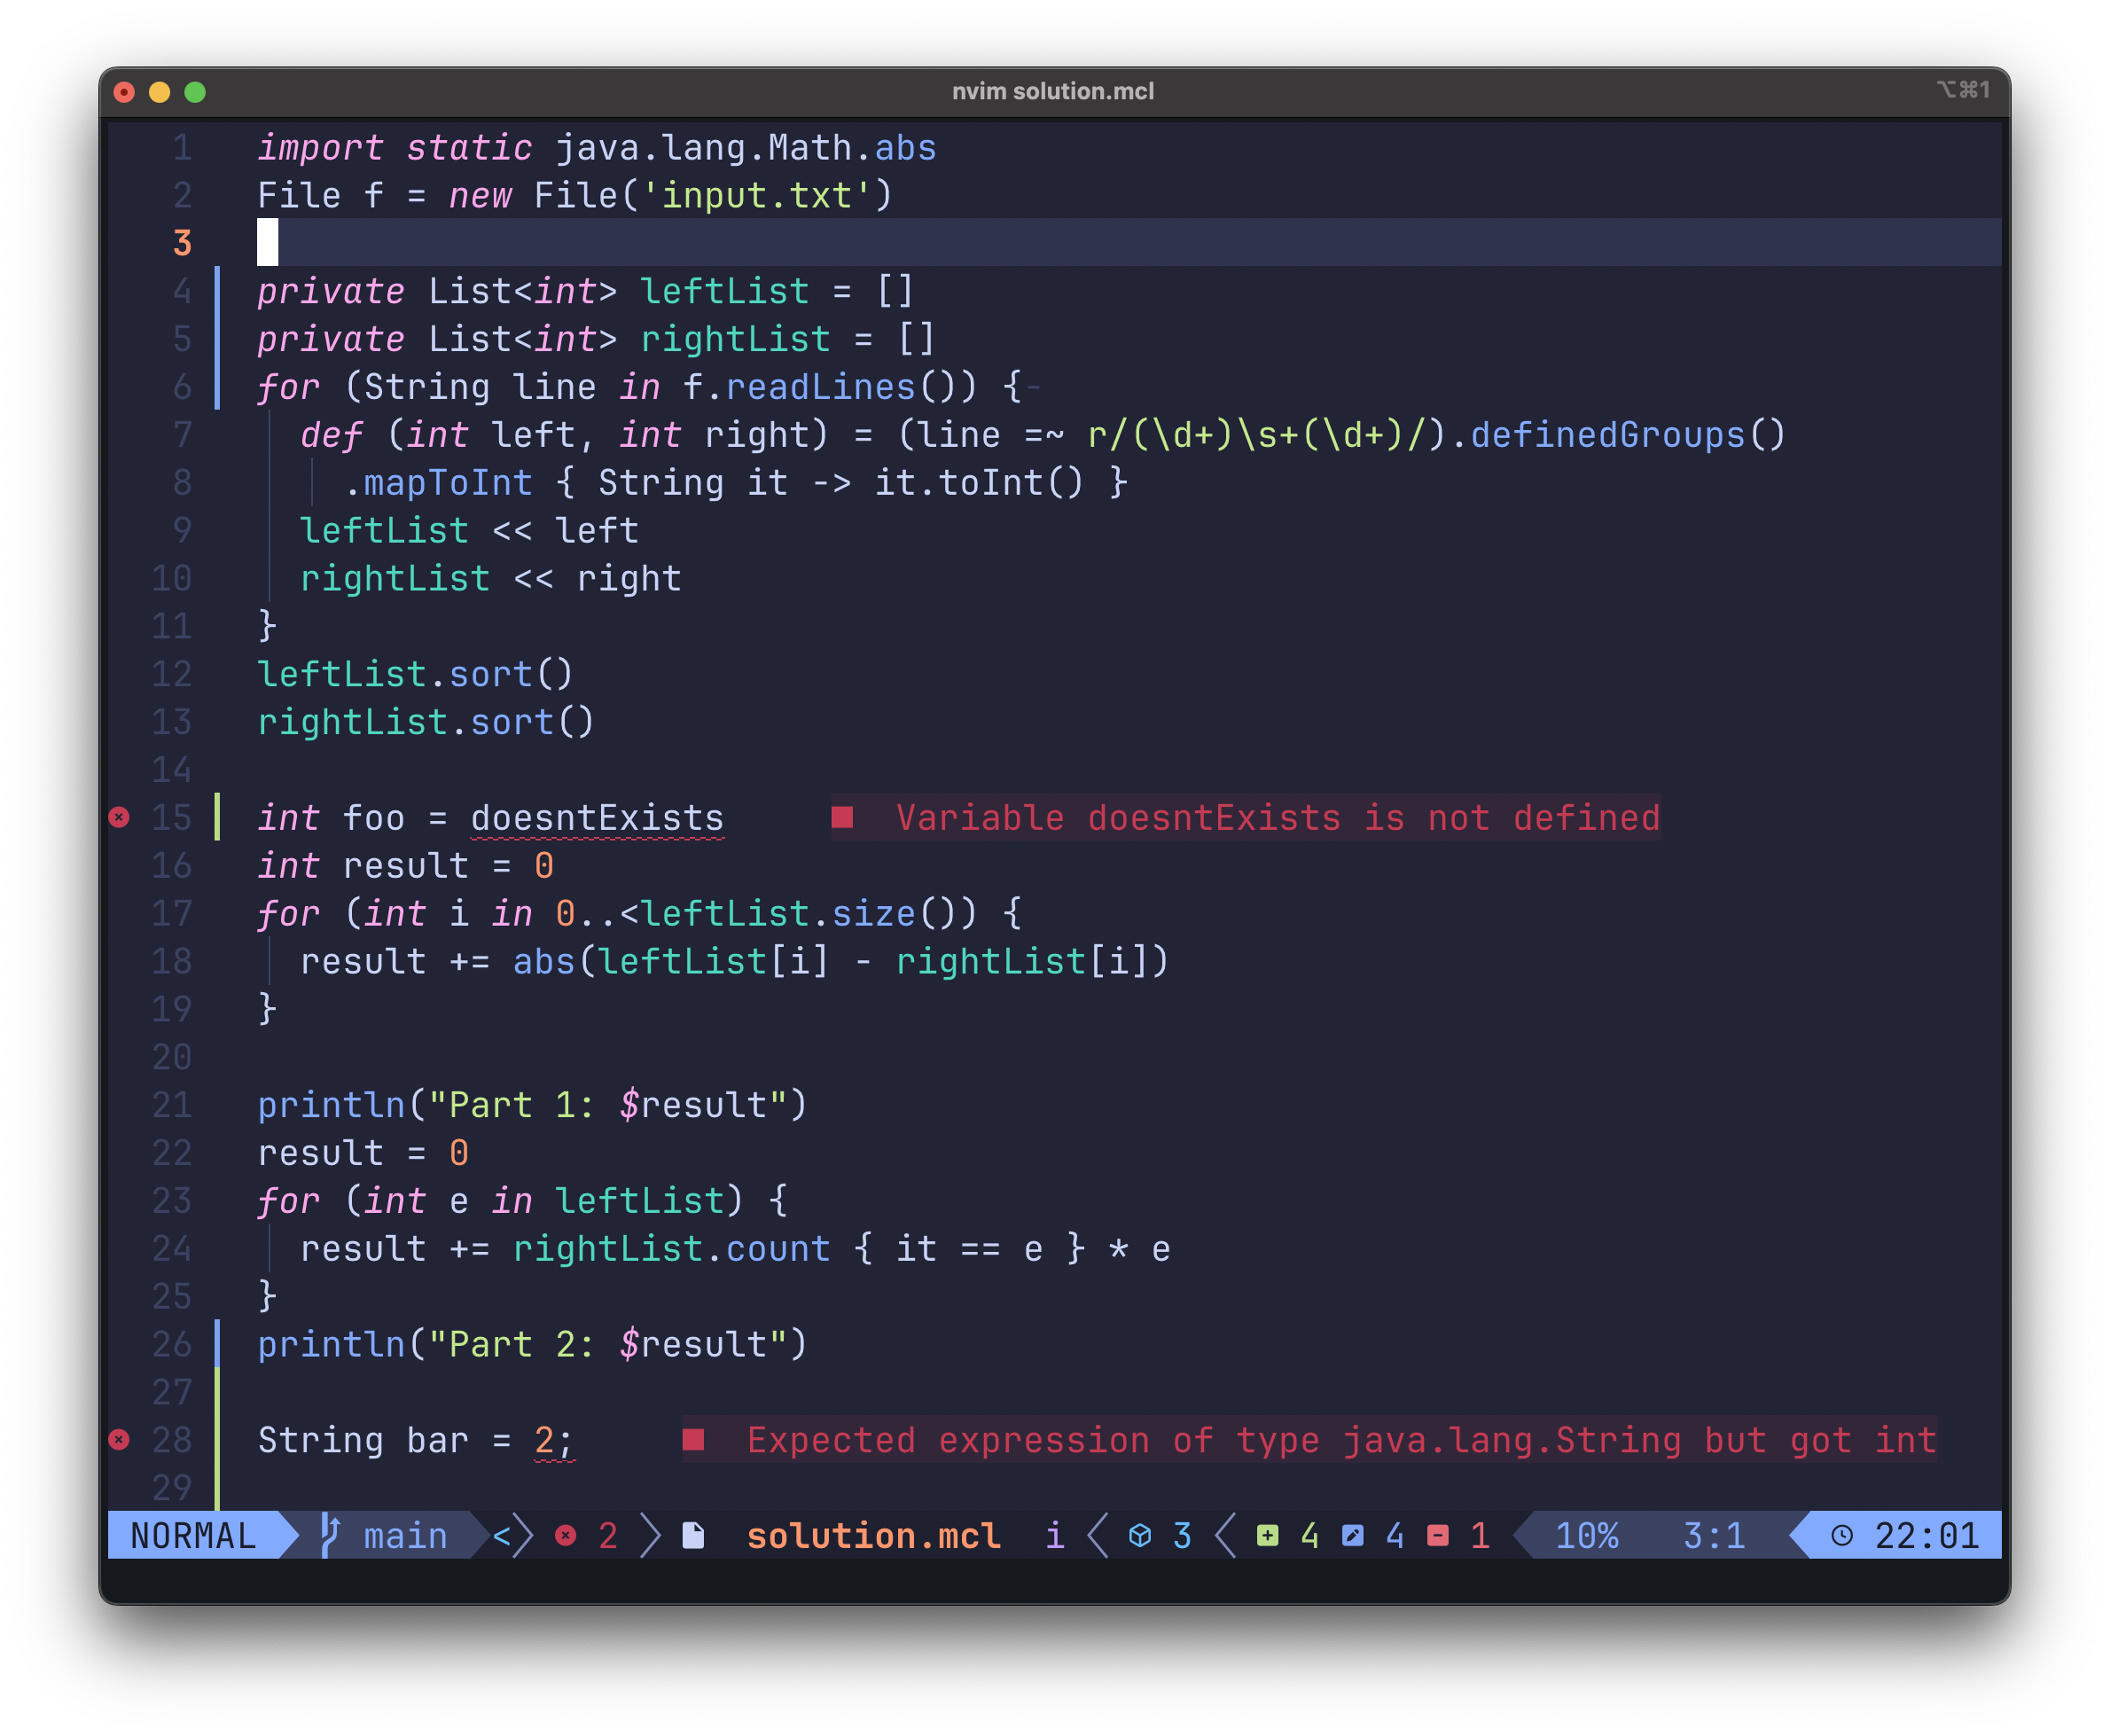 nvim solution.mcl ⌥⌘1
1 import static java.lang.Math.abs
2 File f = new File('input.txt')
3
4 private List<int> leftList = []
5 private List<int> rightList = []
6 for (String line in f.readLines()) {-
7 def (int left, int right) = (line =~ r/(\d+)\s+(\d+)/).definedGroups()
8 .mapToInt { String it -> it.toInt() }
9 leftList << left
10 rightList << right
11 }
12 leftList.sort()
13 rightList.sort()
14
15 int foo = doesntExists ■ Variable doesntExists is not defined
16 int result = 0
17 for (int i in 0..<leftList.size()) {
18 result += abs(leftList[i] - rightList[i])
19 }
20
21 println("Part 1: $result")
22 result = 0
23 for (int e in leftList) {
24 result += rightList.count { it == e } * e
25 }
26 println("Part 2: $result")
27
28 String bar = 2; ■ Expected expression of type java.lang.String but got int
29
NORMAL main < 2 solution.mcl i 3 4 4 1 10% 3:1 22:01